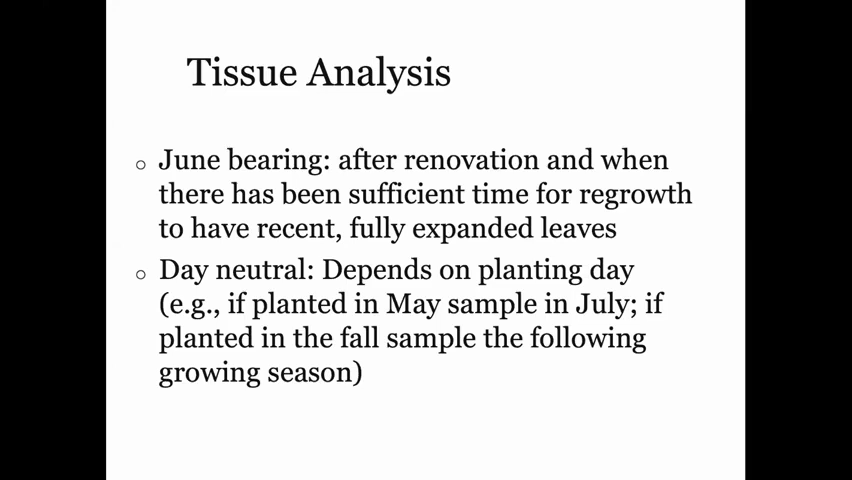 Tissue Analysis
○ June bearing: after renovation and when
there has been sufficient time for regrowth
to have recent, fully expanded leaves
○ Day neutral: Depends on planting day
(e.g., if planted in May sample in July; if
planted in the fall sample the following
growing season)